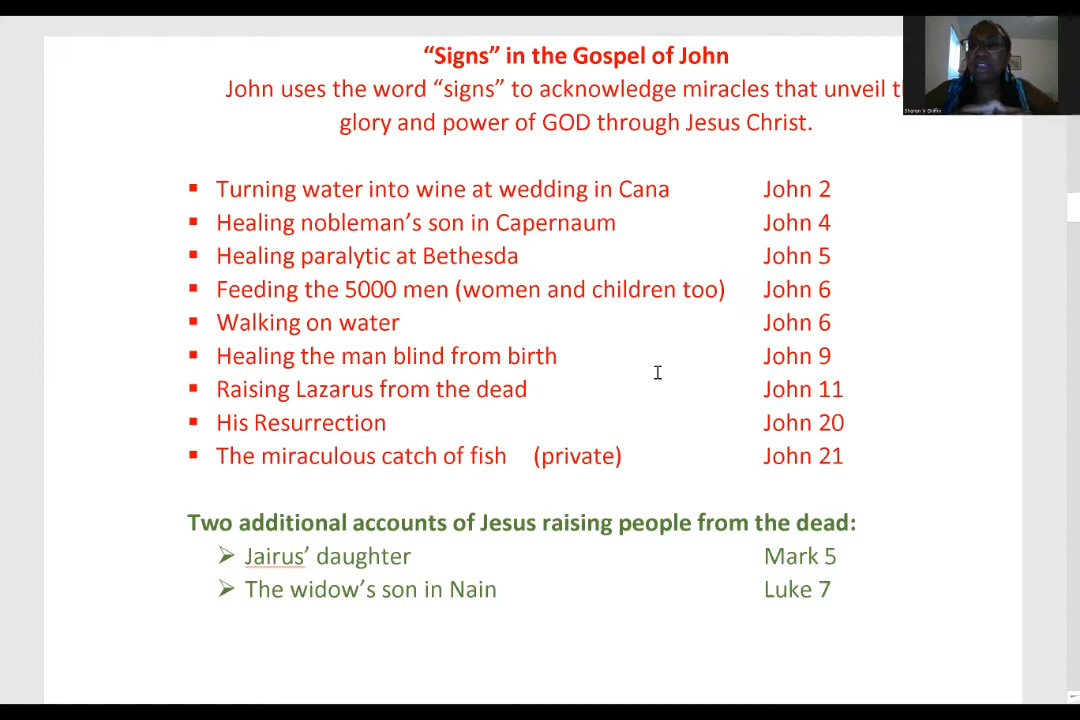 “Signs” in the Gospel of John
John uses the word “signs” to acknowledge miracles that unveil
glory and power of GOD through Jesus Christ.
▪ Turning water into wine at wedding in Cana John 2
▪ Healing nobleman’s son in Capernaum John 4
▪ Healing paralytic at Bethesda John 5
▪ Feeding the 5000 men (women and children too) John 6
▪ Walking on water John 6
▪ Healing the man blind from birth John 9
▪ Raising Lazarus from the dead John 11
▪ His Resurrection John 20
▪ The miraculous catch of fish (private) John 21
Two additional accounts of Jesus raising people from the dead:
➢ Jairus’ daughter Mark 5
➢ The widow’s son in Nain Luke 7
Sharon V Griffin